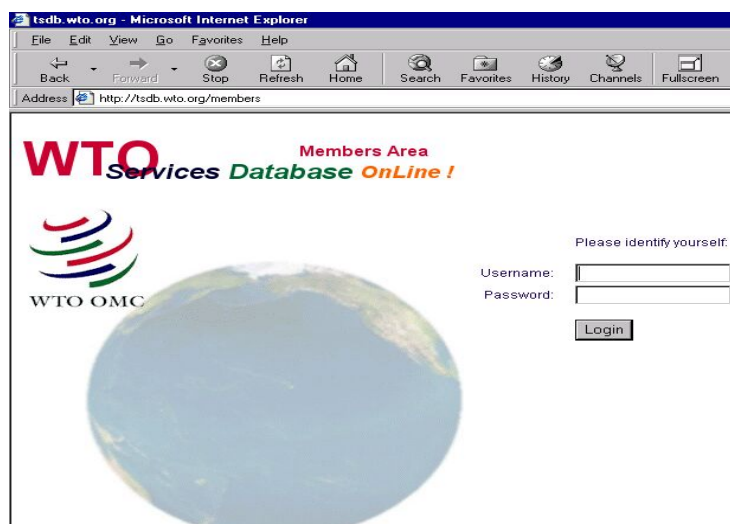 tsdb.wto.org - Microsoft Internet Explorer
File Edit View Go Favorites Help
Back Forward Stop Refresh Home Search Favorites History Channels Fullscreen
Address http://tsdb.wto.org/members
WTO Members Area
Services Database OnLine !
WTO OMC
Please identify yourself.
Username:
Password:
Login